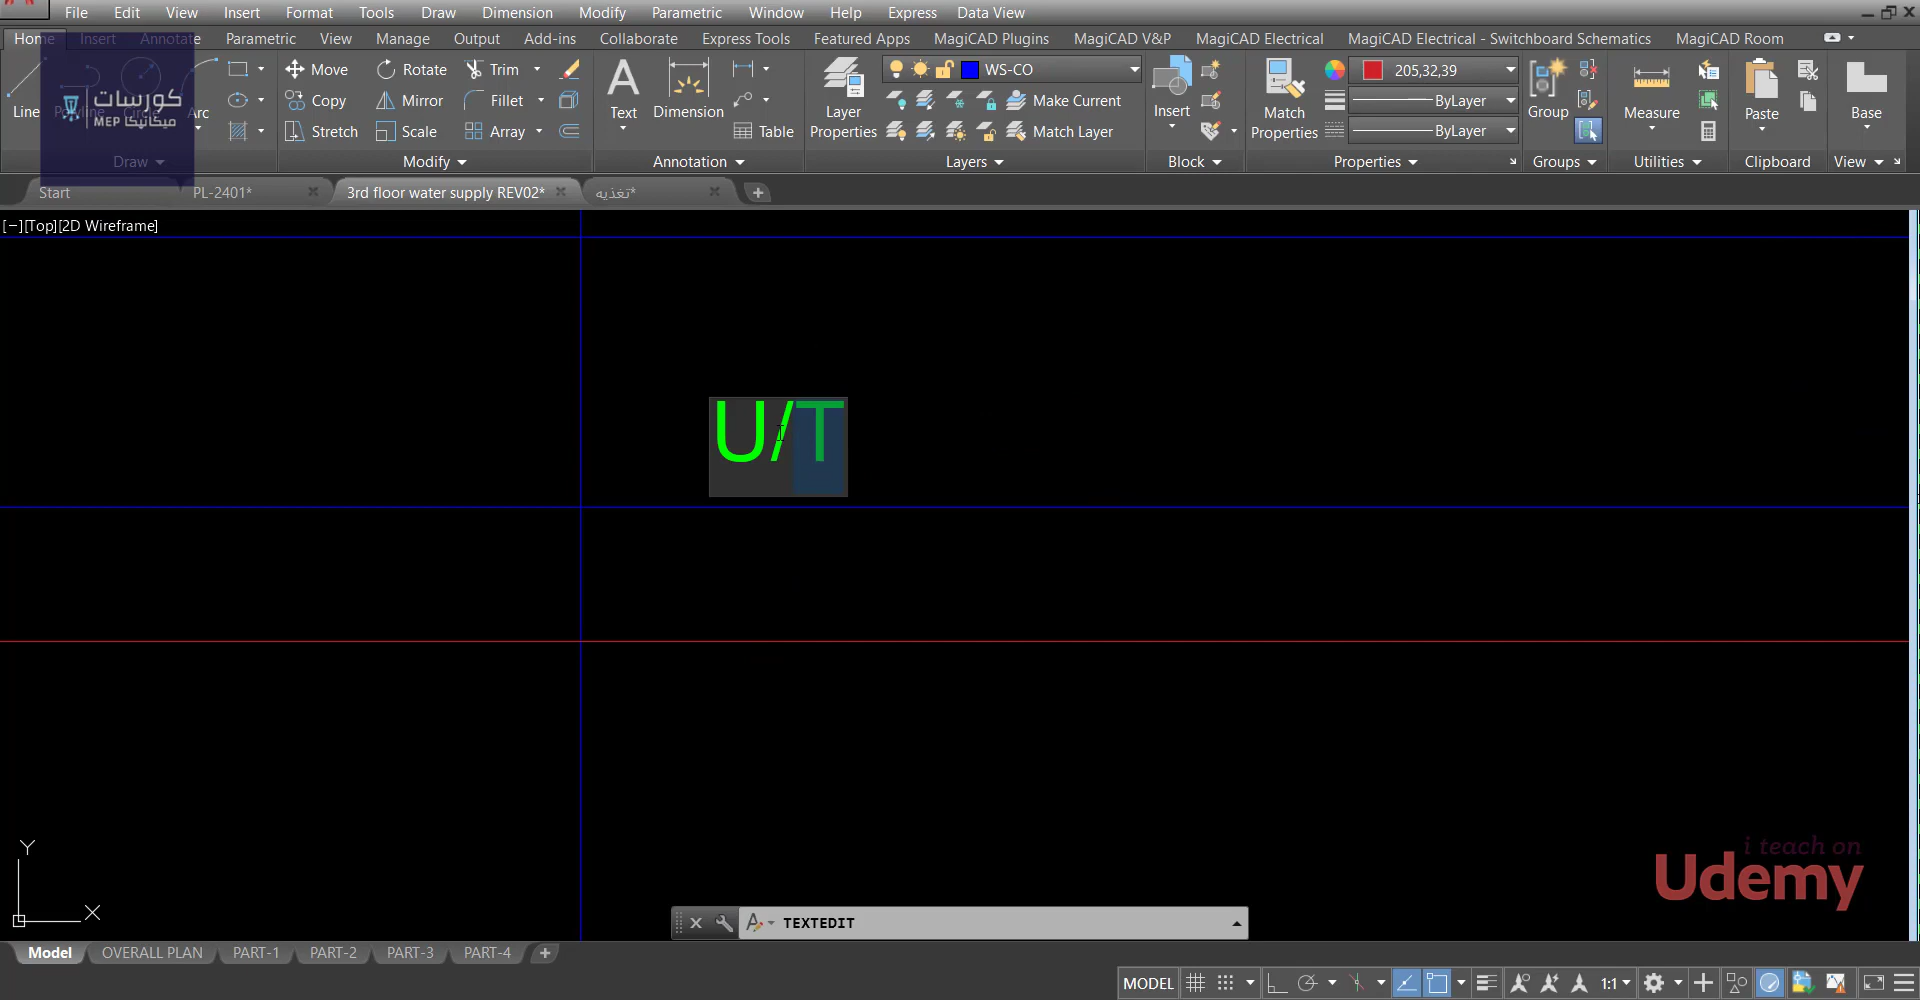 File Edit View Insert Format Tools Draw Dimension Modify Parametric Window Help Express Data View
Home Insert Annotate Parametric View Manage Output Add-ins Collaborate Express Tools Featured Apps MagiCAD Plugins MagiCAD V&P MagiCAD Electrical MagiCAD Electrical - Switchboard Schematics MagiCAD Room
Line Polyline Circle Arc
كورسات
MEP ميكانيكا
Move Rotate Trim
Copy Mirror Fillet
Stretch Scale Array
Text Dimension Table
Layer Properties
WS-CO
Make Current
Match Layer
Insert
Match Properties
205,32,39
ByLayer
ByLayer
Group Measure Paste Base
Draw Modify Annotation Layers Block Properties Groups Utilities Clipboard View
Start PL-2401* 3rd floor water supply REV02* تغذيه*
[−][Top][2D Wireframe]
U/T
Y
X
i teach on
Udemy
TEXTEDIT
Model OVERALL PLAN PART-1 PART-2 PART-3 PART-4
MODEL 1:1